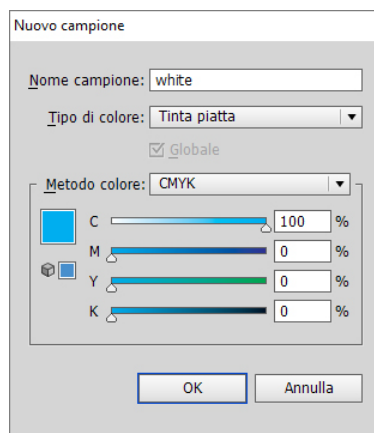 Nuovo campione
Nome campione: white
Tipo di colore: Tinta piatta
Globale
Metodo colore: CMYK
C 100 %
M 0 %
Y 0 %
K 0 %
OK Annulla